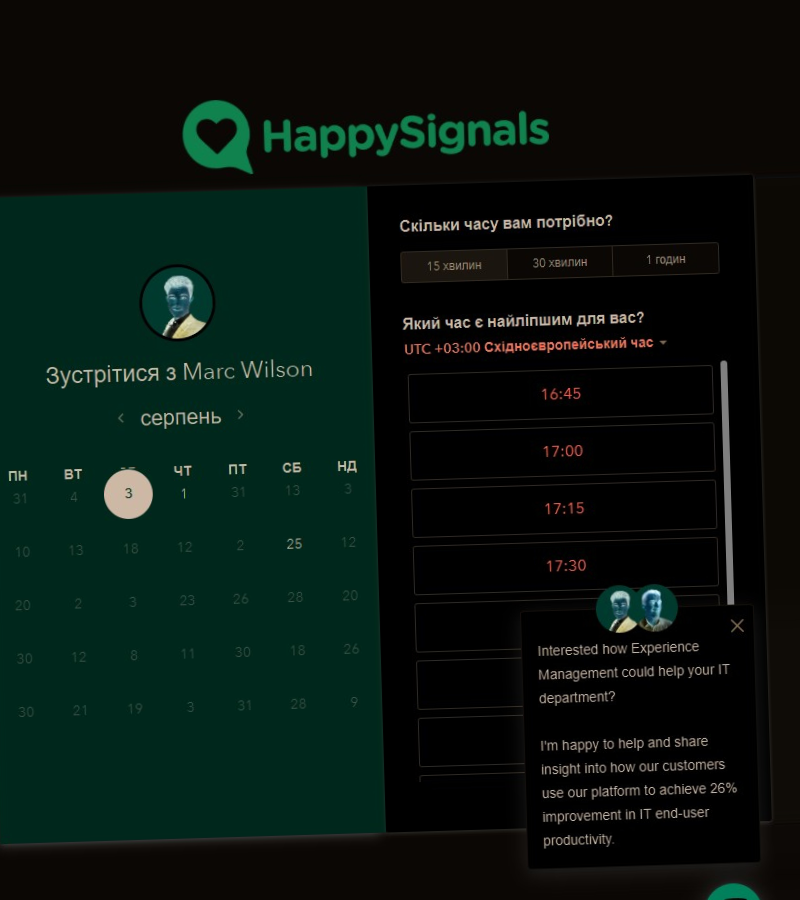 HappySignals
Зустрітися з Marc Wilson
серпень
ПН ВТ ЧТ ПТ СБ НД
31 4 3 1 31 13 3
10 13 18 12 2 25 12
20 2 3 23 26 28 20
30 12 8 11 30 18 26
30 21 19 3 31 28 9
Скільки часу вам потрібно?
15 хвилин 30 хвилин 1 годин
Який час є найліпшим для вас?
UTC +03:00 Східноєвропейський час
16:45
17:00
17:15
17:30
Interested how Experience
Management could help your IT
department?
I'm happy to help and share
insight into how our customers
use our platform to achieve 26%
improvement in IT end-user
productivity.